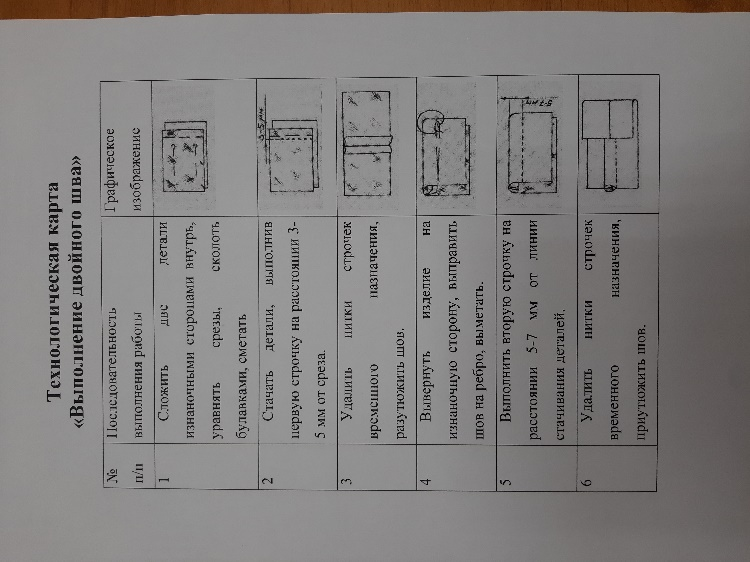 Технологическая карта
«Выполнение двойного шва»
№
п/п
Последовательность
выполнения работы
Графическое
изображение
1
Сложить две детали
изнаночными сторонами внутрь,
уравнять срезы, сколоть
булавками, сметать
2
Стачать детали, выполнив
первую строчку на расстоянии 3-
5 мм от среза.
3-5 мм
3
Удалить нитки строчек
временного назначения,
разутюжить шов.
4
Вывернуть изделие на
изнаночную сторону, выправить
шов на ребро, выметать.
5
Выполнить вторую строчку на
расстоянии 5-7 мм от линии
стачивания деталей.
5-7 мм
6
Удалить нитки строчек
временного назначения,
приутюжить шов.